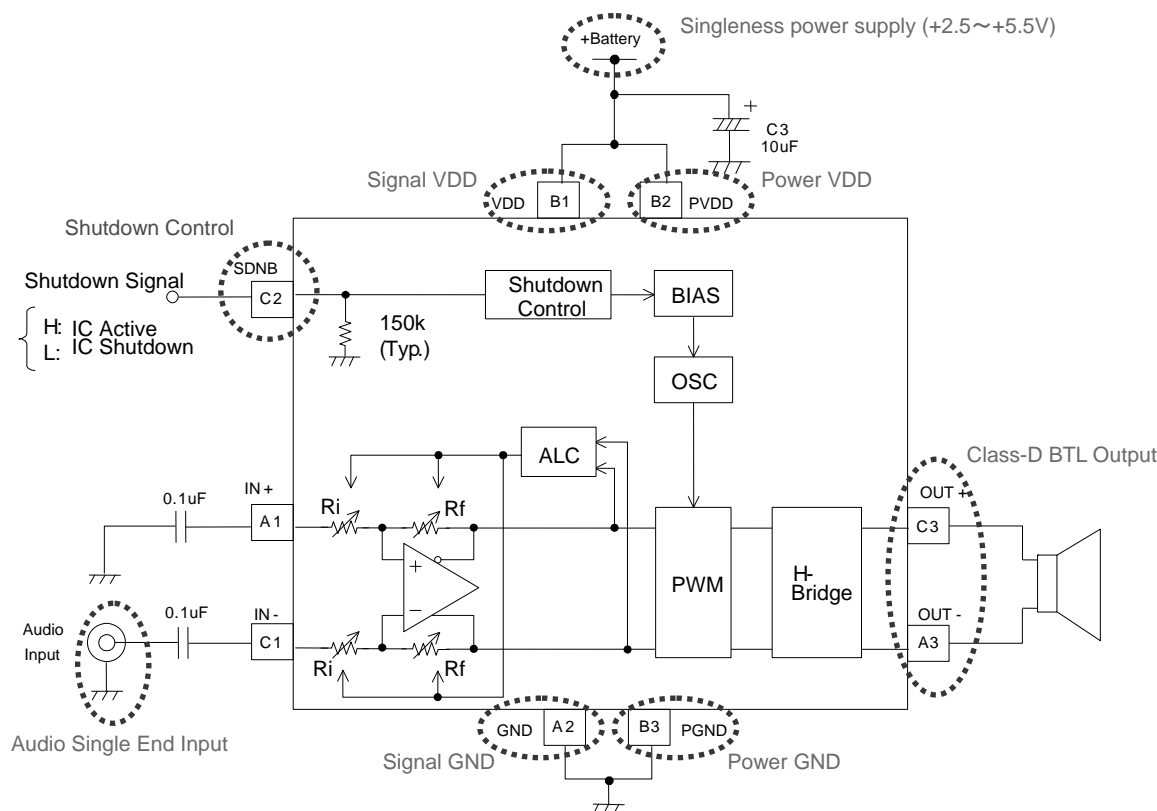 Singleness power supply (+2.5～+5.5V)
+Battery
+
C3
10uF
Signal VDD
Power VDD
VDD
B1
B2
PVDD
Shutdown Control
SDNB
Shutdown Signal
C2
H: IC Active
L: IC Shutdown
150k
(Typ.)
Shutdown
Control
BIAS
OSC
ALC
Class-D BTL Output
0.1uF
IN+
A1
Ri
Rf
OUT +
C3
+
−
PWM
H-
Bridge
Audio
Input
0.1uF
IN-
C1
Ri
Rf
OUT -
A3
GND
A2
B3
PGND
Audio Single End Input
Signal GND
Power GND